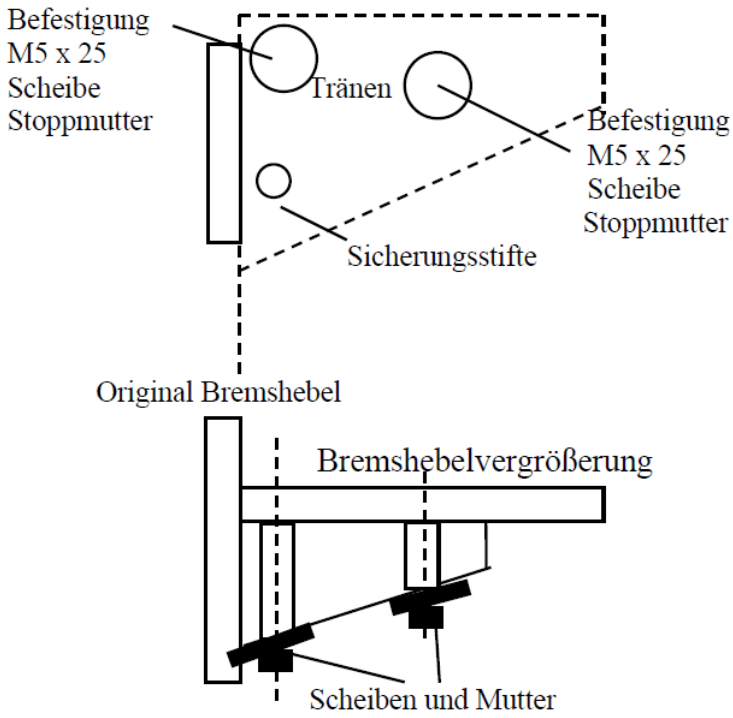 Befestigung
M5 x 25
Scheibe
Stoppmutter
Tränen
Befestigung
M5 x 25
Scheibe
Stoppmutter
Sicherungsstifte
Original Bremshebel
Bremshebelvergrößerung
Scheiben und Mutter